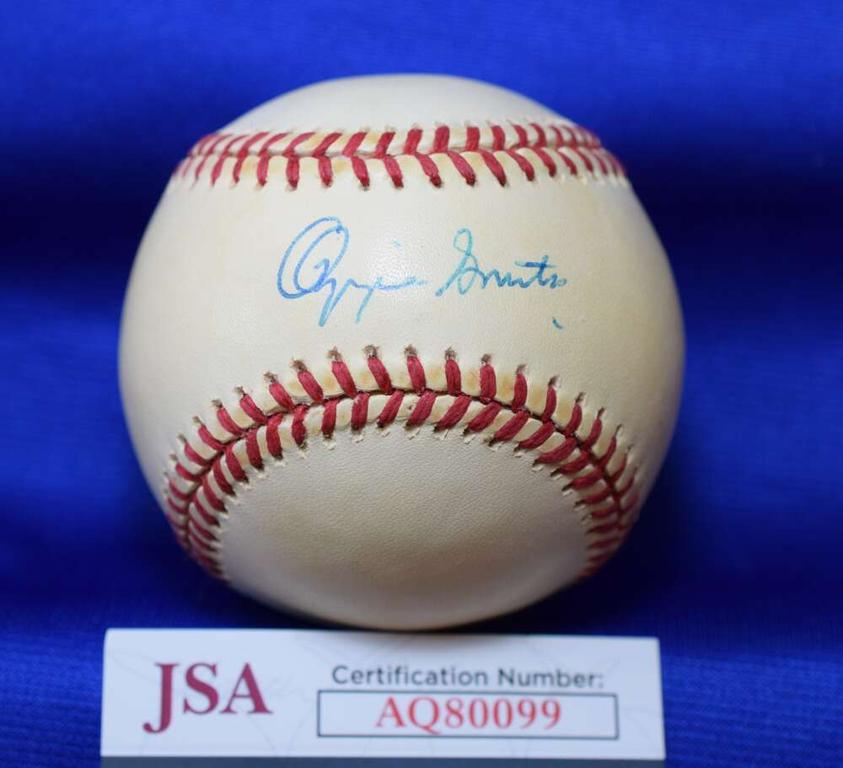 Ozzie Smith
JSA
Certification Number:
AQ80099